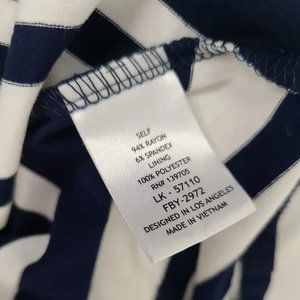 SELF
94% RAYON
6% SPANDEX
LINING
100% POLYESTER
RN# 139705
LK - 57110
FBY-2972
DESIGNED IN LOS ANGELES
MADE IN VIETNAM